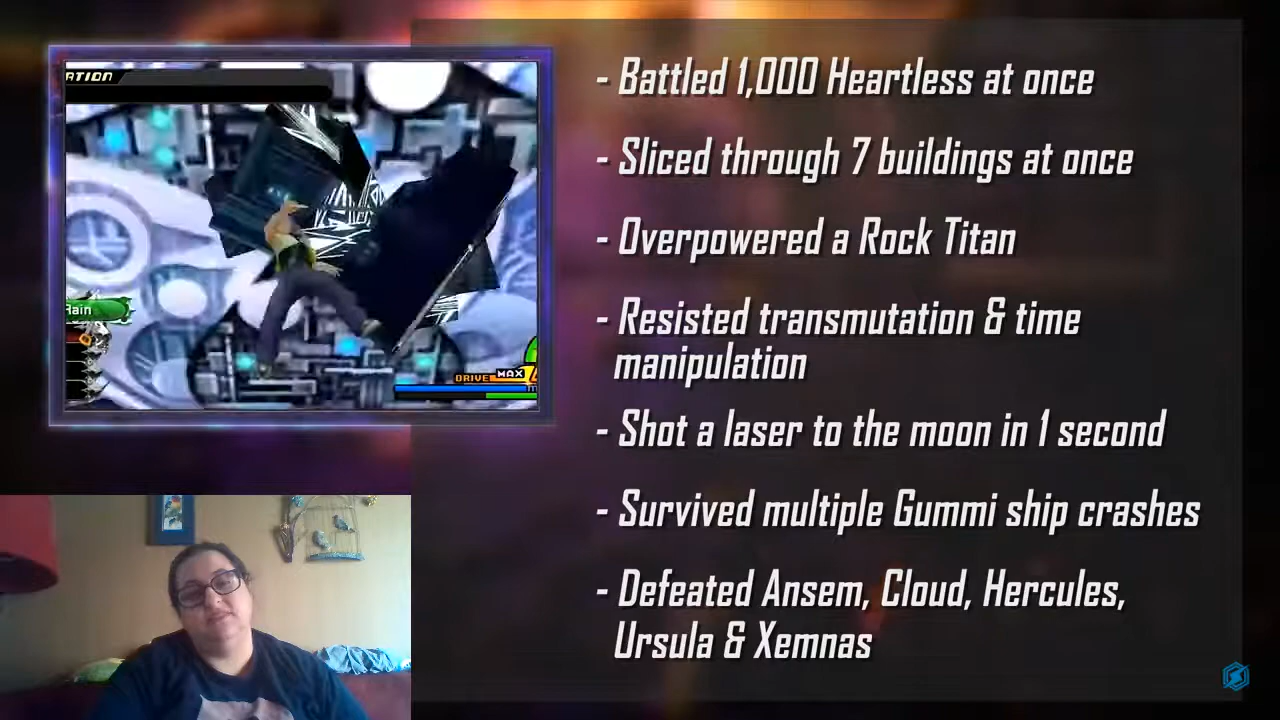 ATION
- Battled 1,000 Heartless at once
- Sliced through 7 buildings at once
- Overpowered a Rock Titan
- Resisted transmutation & time
manipulation
- Shot a laser to the moon in 1 second
- Survived multiple Gummi ship crashes
- Defeated Ansem, Cloud, Hercules,
Ursula & Xemnas
Rain
DRIVE MAX